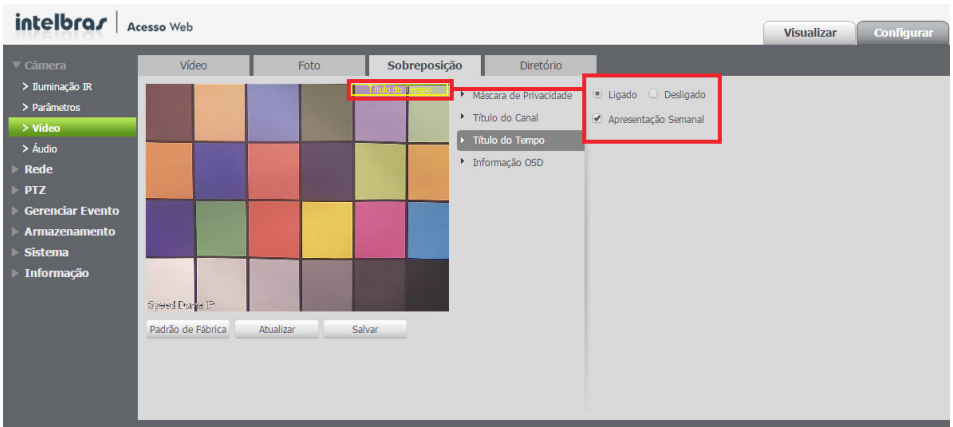 intelbras Acesso Web
Visualizar Configurar
Câmera
> Iluminação IR
> Parâmetros
> Vídeo
> Áudio
Rede
PTZ
Gerenciar Evento
Armazenamento
Sistema
Informação
Vídeo Foto Sobreposição Diretório
Título do Tempo
Speed Dome IP
Padrão de Fábrica Atualizar Salvar
Máscara de Privacidade
Título do Canal
Título do Tempo
Informação OSD
Ligado Desligado
Apresentação Semanal